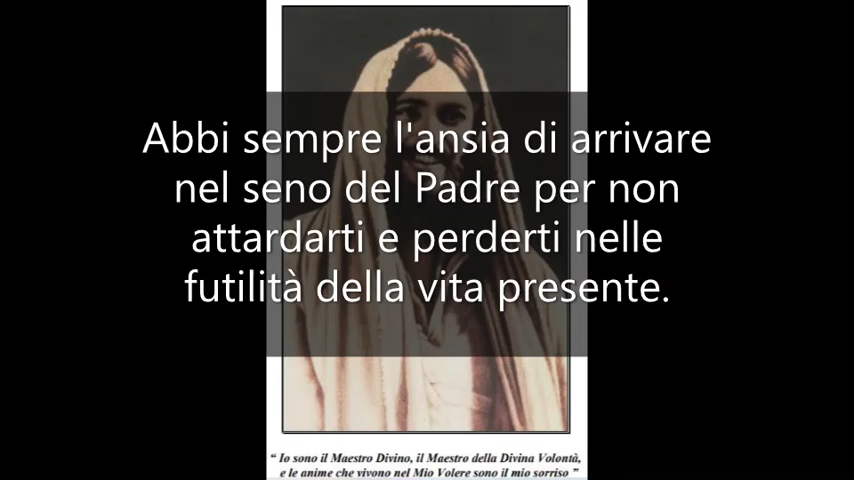 Abbi sempre l'ansia di arrivare
nel seno del Padre per non
attardarti e perderti nelle
futilità della vita presente.
“ Io sono il Maestro Divino, il Maestro della Divina Volontà,
e le anime che vivono nel Mio Volere sono il mio sorriso ”